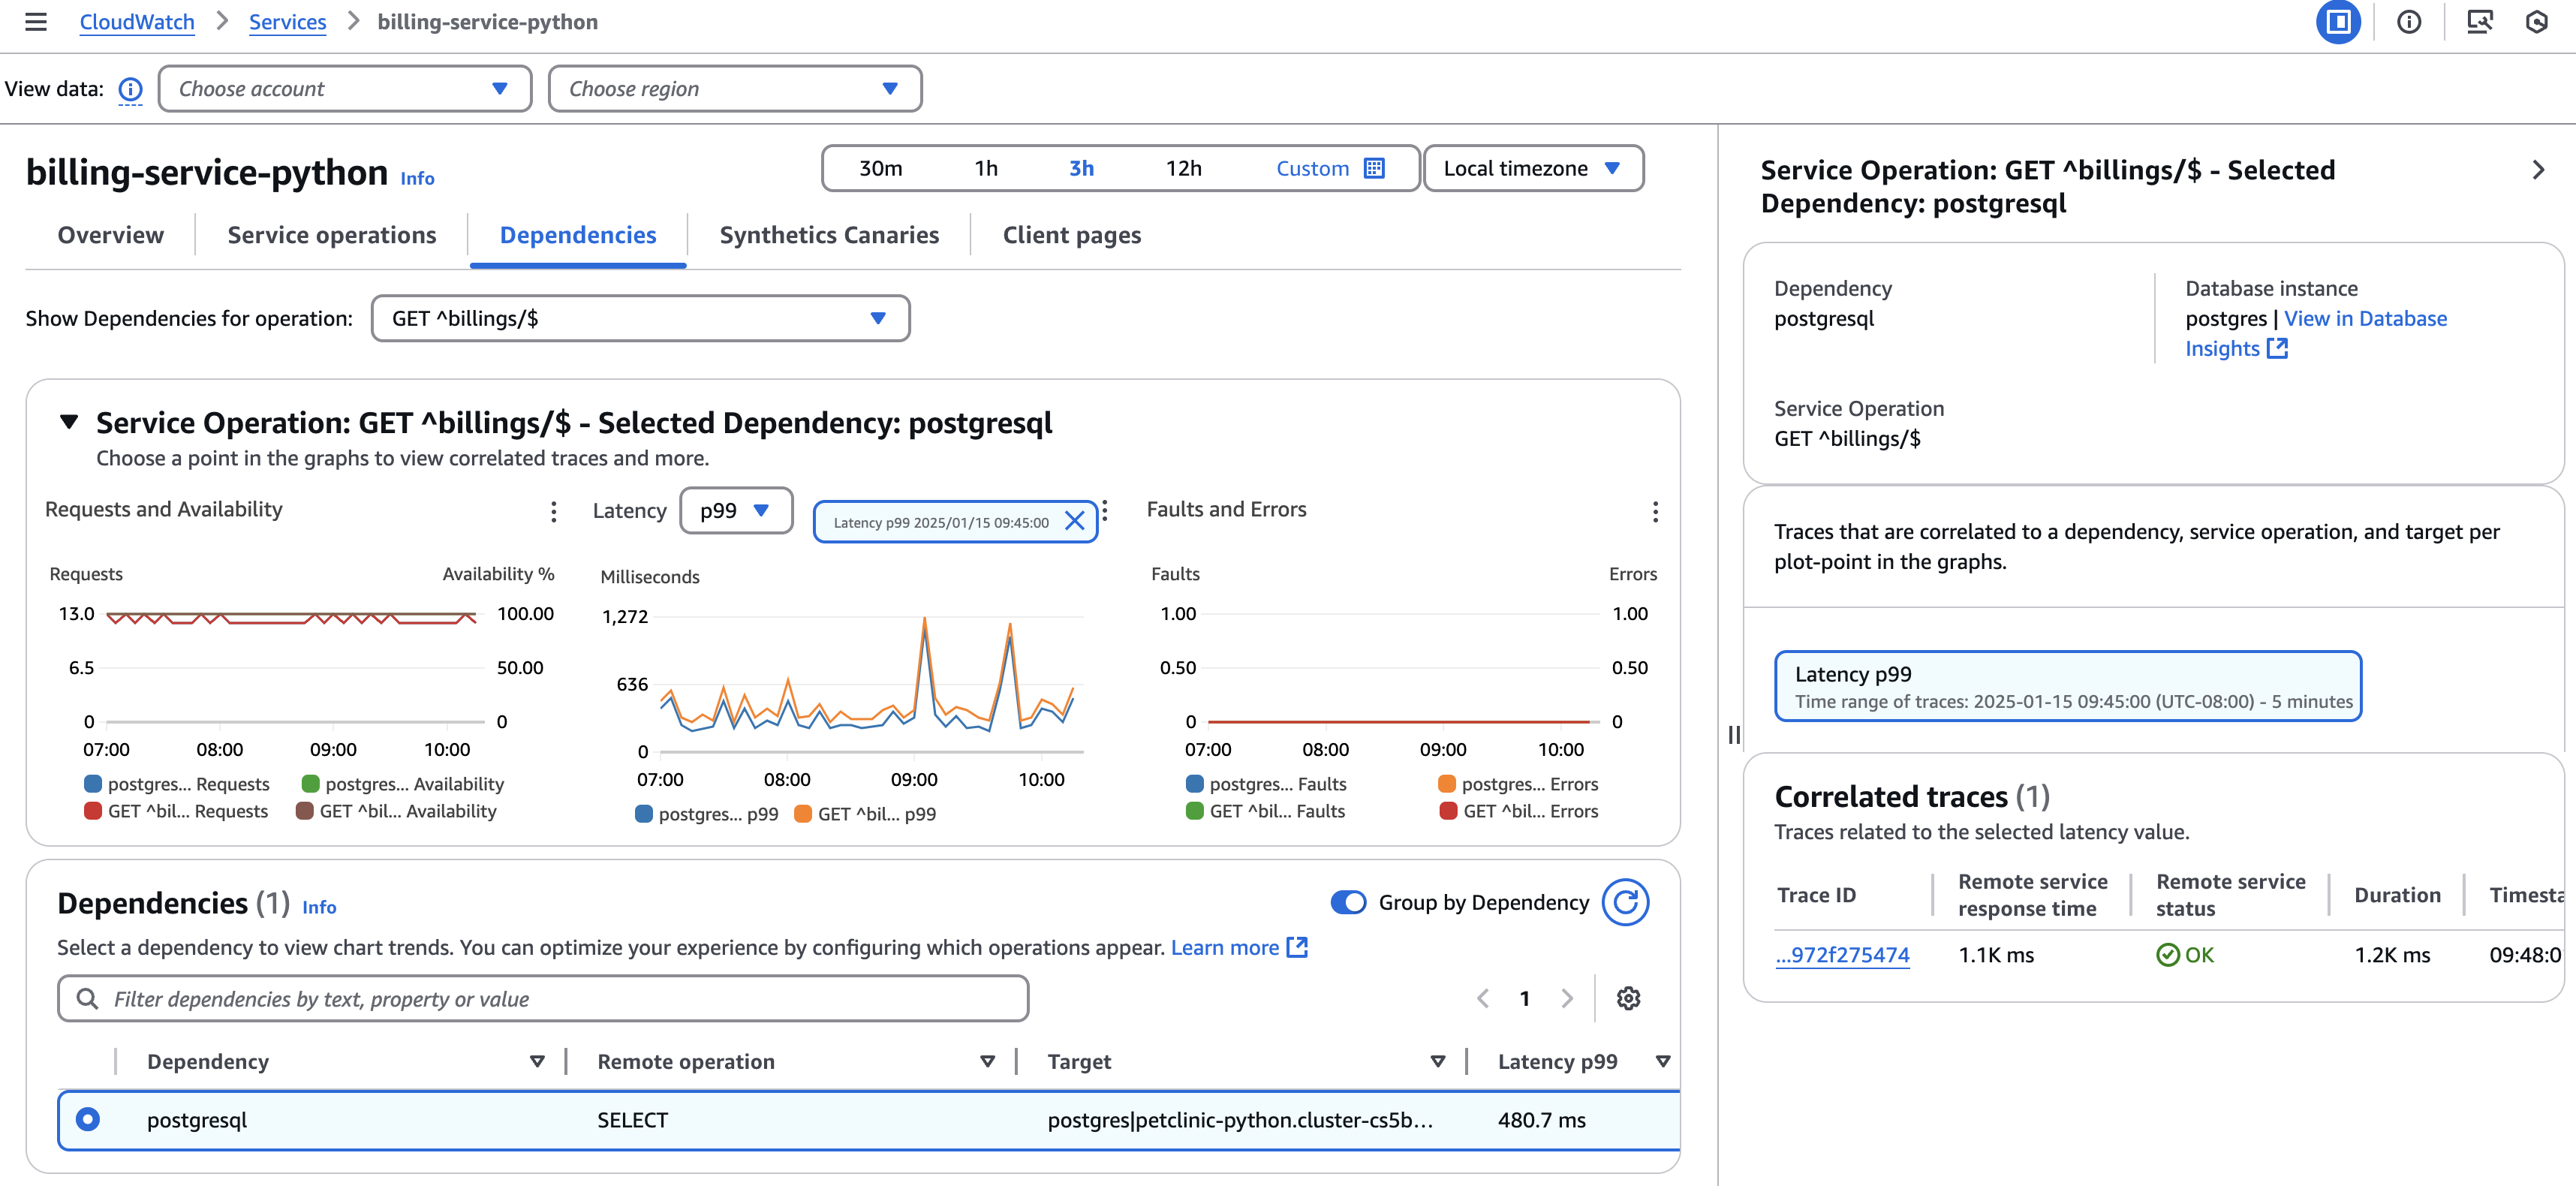 CloudWatch > Services > billing-service-python
View data: Choose account Choose region
billing-service-python Info
30m 1h 3h 12h Custom Local timezone
Overview Service operations Dependencies Synthetics Canaries Client pages
Show Dependencies for operation: GET ^billings/$
Service Operation: GET ^billings/$ - Selected Dependency: postgresql
Choose a point in the graphs to view correlated traces and more.
Requests and Availability
Requests Availability %
13.0 100.00
6.5 50.00
0 0
07:00 08:00 09:00 10:00
postgres... Requests postgres... Availability
GET ^bil... Requests GET ^bil... Availability
Latency p99 Latency p99 2025/01/15 09:45:00
Milliseconds
1,272
636
0
07:00 08:00 09:00 10:00
postgres... p99 GET ^bil... p99
Faults and Errors
Faults Errors
1.00 1.00
0.50 0.50
0 0
07:00 08:00 09:00 10:00
postgres... Faults postgres... Errors
GET ^bil... Faults GET ^bil... Errors
Dependencies (1) Info
Group by Dependency
Select a dependency to view chart trends. You can optimize your experience by configuring which operations appear. Learn more
Filter dependencies by text, property or value
1
Dependency Remote operation Target Latency p99
postgresql SELECT postgres|petclinic-python.cluster-cs5b... 480.7 ms
Service Operation: GET ^billings/$ - Selected
Dependency: postgresql
Dependency
postgresql
Database instance
postgres | View in Database
Insights
Service Operation
GET ^billings/$
Traces that are correlated to a dependency, service operation, and target per
plot-point in the graphs.
Latency p99
Time range of traces: 2025-01-15 09:45:00 (UTC-08:00) - 5 minutes
Correlated traces (1)
Traces related to the selected latency value.
Trace ID Remote service response time Remote service status Duration Timesta
...972f275474 1.1K ms OK 1.2K ms 09:48:0